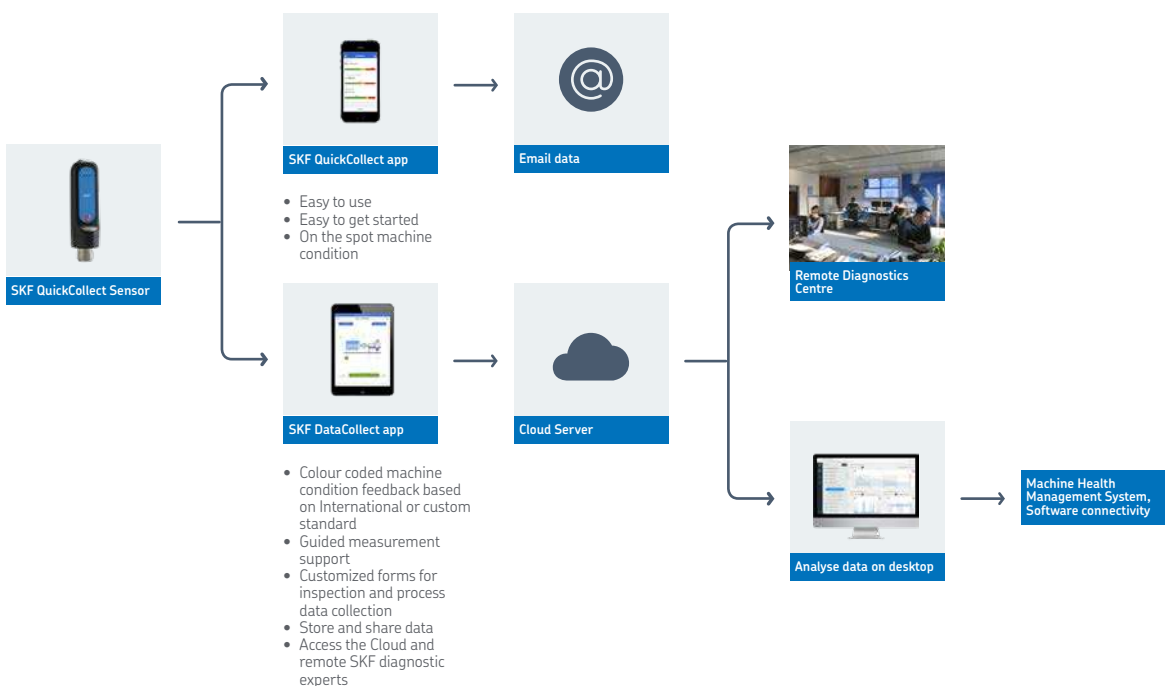 SKF QuickCollect app
Email data
• Easy to use
• Easy to get started
• On the spot machine
condition
SKF QuickCollect Sensor
Remote Diagnostics
Centre
SKF DataCollect app
Cloud Server
• Colour coded machine
condition feedback based
on International or custom
standard
• Guided measurement
support
• Customized forms for
inspection and process
data collection
• Store and share data
• Access the Cloud and
remote SKF diagnostic
experts
Analyse data on desktop
Machine Health
Management System,
Software connectivity